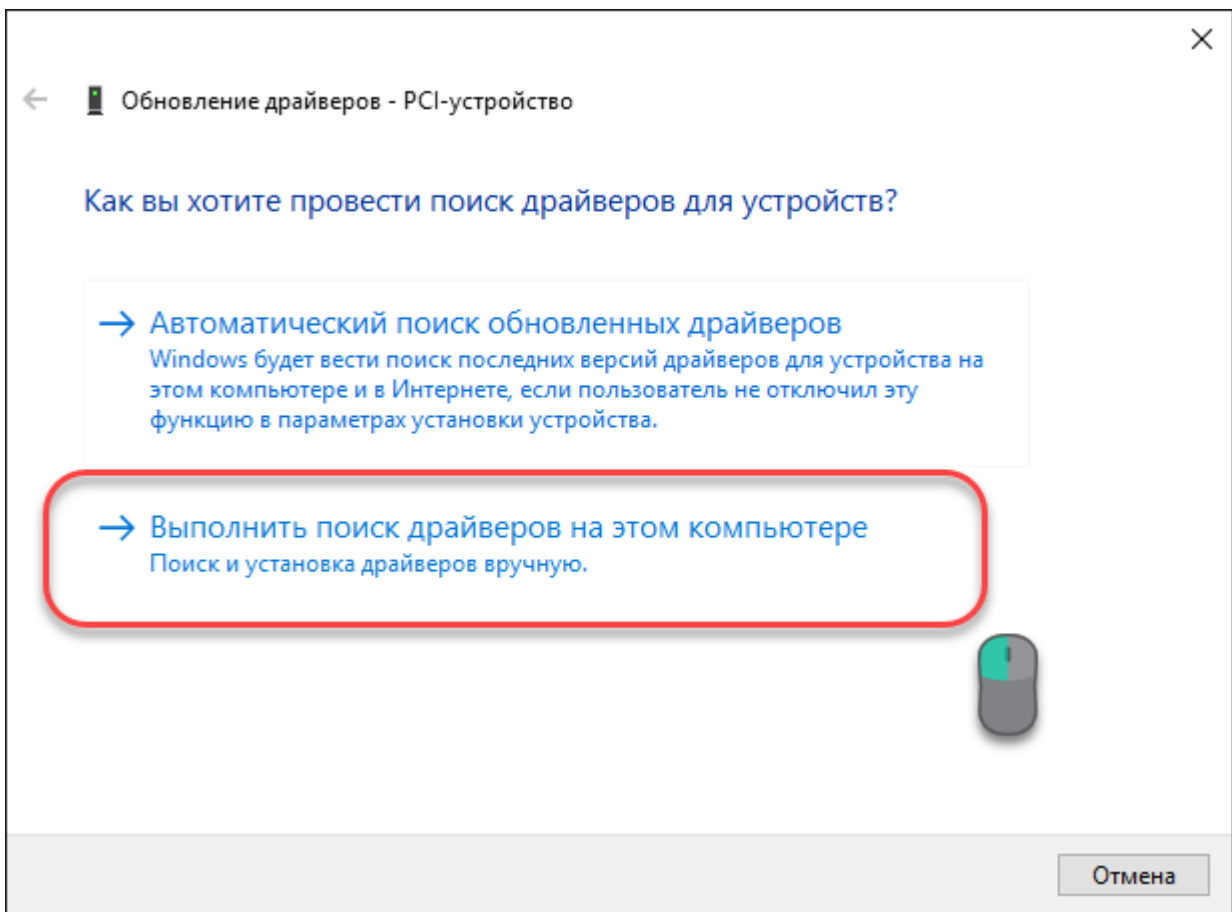 Обновление драйверов - PCI-устройство
Как вы хотите провести поиск драйверов для устройств?
Автоматический поиск обновленных драйверов
Windows будет вести поиск последних версий драйверов для устройства на
этом компьютере и в Интернете, если пользователь не отключил эту
функцию в параметрах установки устройства.
Выполнить поиск драйверов на этом компьютере
Поиск и установка драйверов вручную.
Отмена